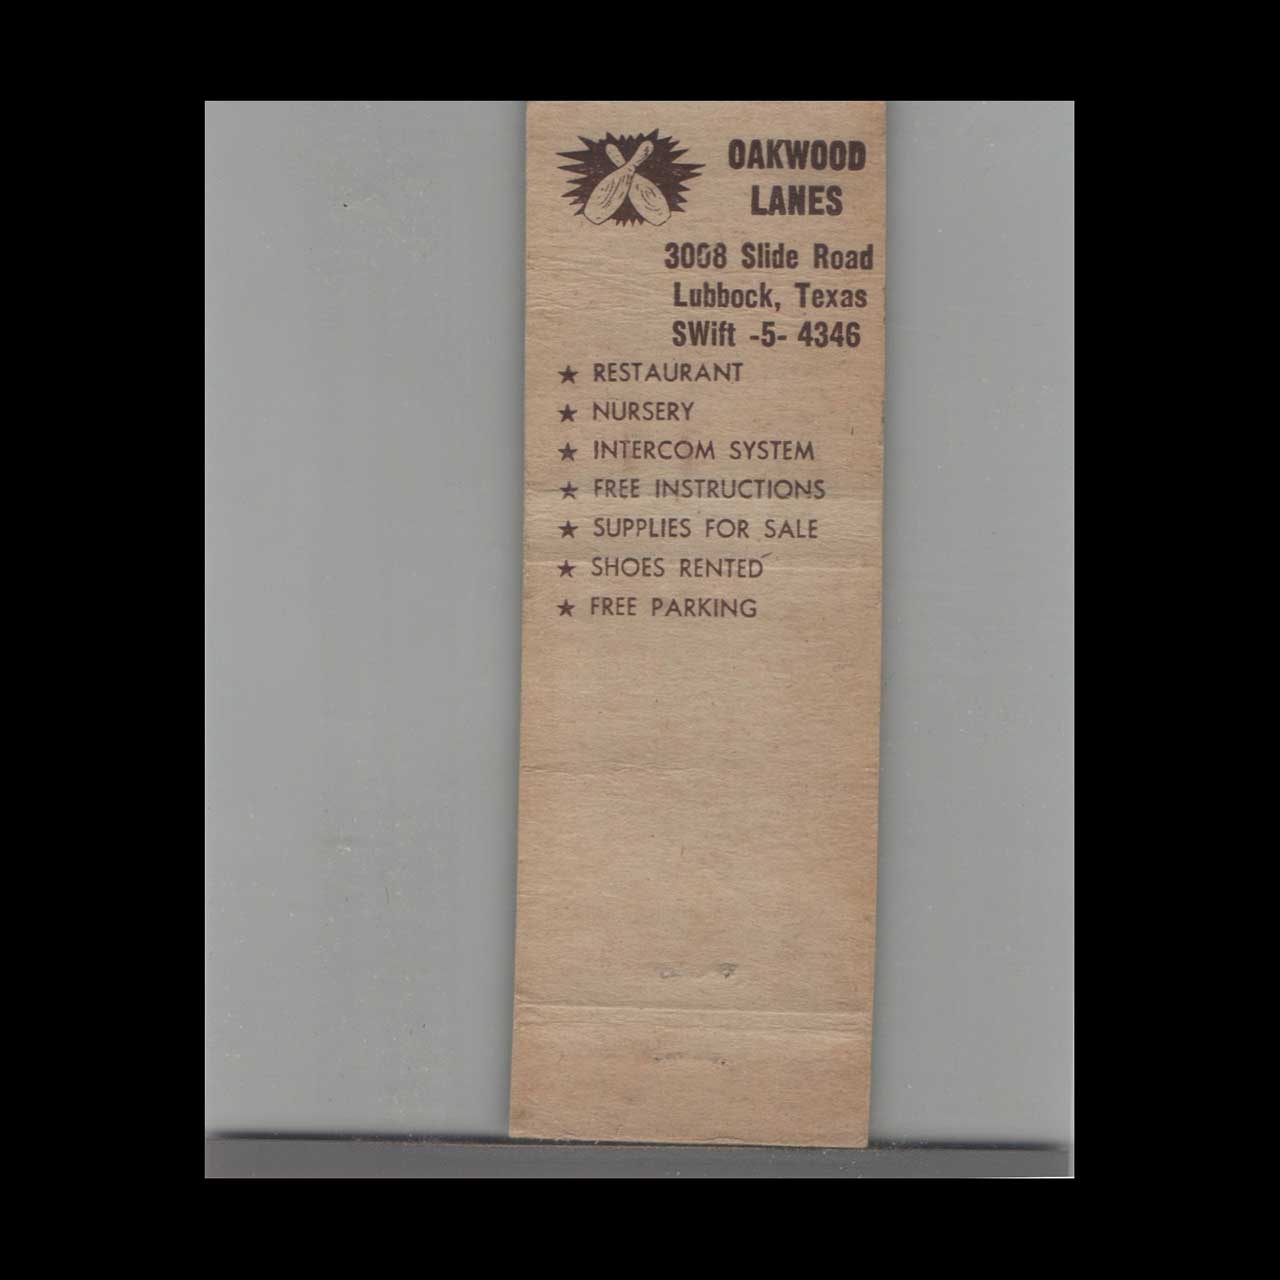 OAKWOOD
LANES
3008 Slide Road
Lubbock, Texas
SWift -5- 4346
★ RESTAURANT
★ NURSERY
★ INTERCOM SYSTEM
★ FREE INSTRUCTIONS
★ SUPPLIES FOR SALE
★ SHOES RENTED
★ FREE PARKING